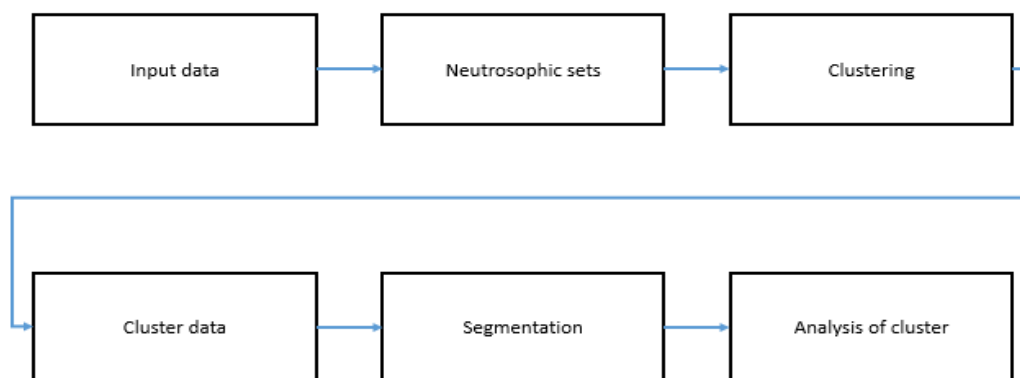 Input data
Neutrosophic sets
Clustering
Cluster data
Segmentation
Analysis of cluster